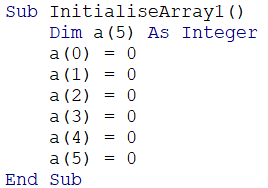 Sub InitialiseArray1()
    Dim a(5) As Integer
    a(0) = 0
    a(1) = 0
    a(2) = 0
    a(3) = 0
    a(4) = 0
    a(5) = 0
End Sub